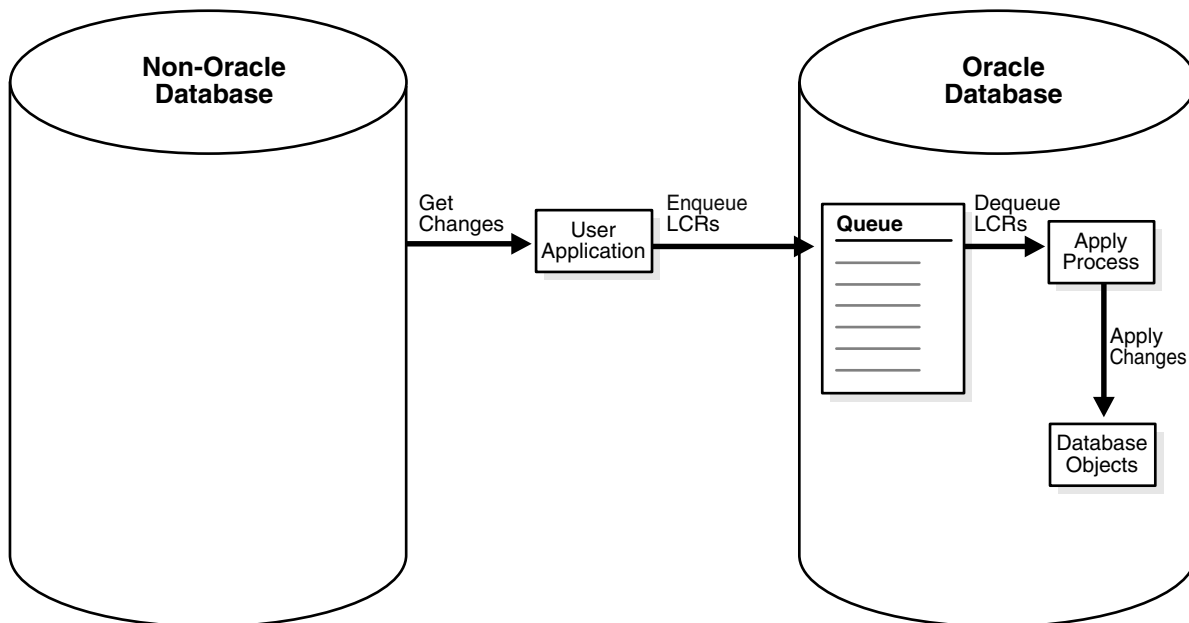 Non-Oracle
Database
Oracle
Database
Get
Changes
User
Application
Enqueue
LCRs
Queue
Dequeue
LCRs
Apply
Process
Apply
Changes
Database
Objects